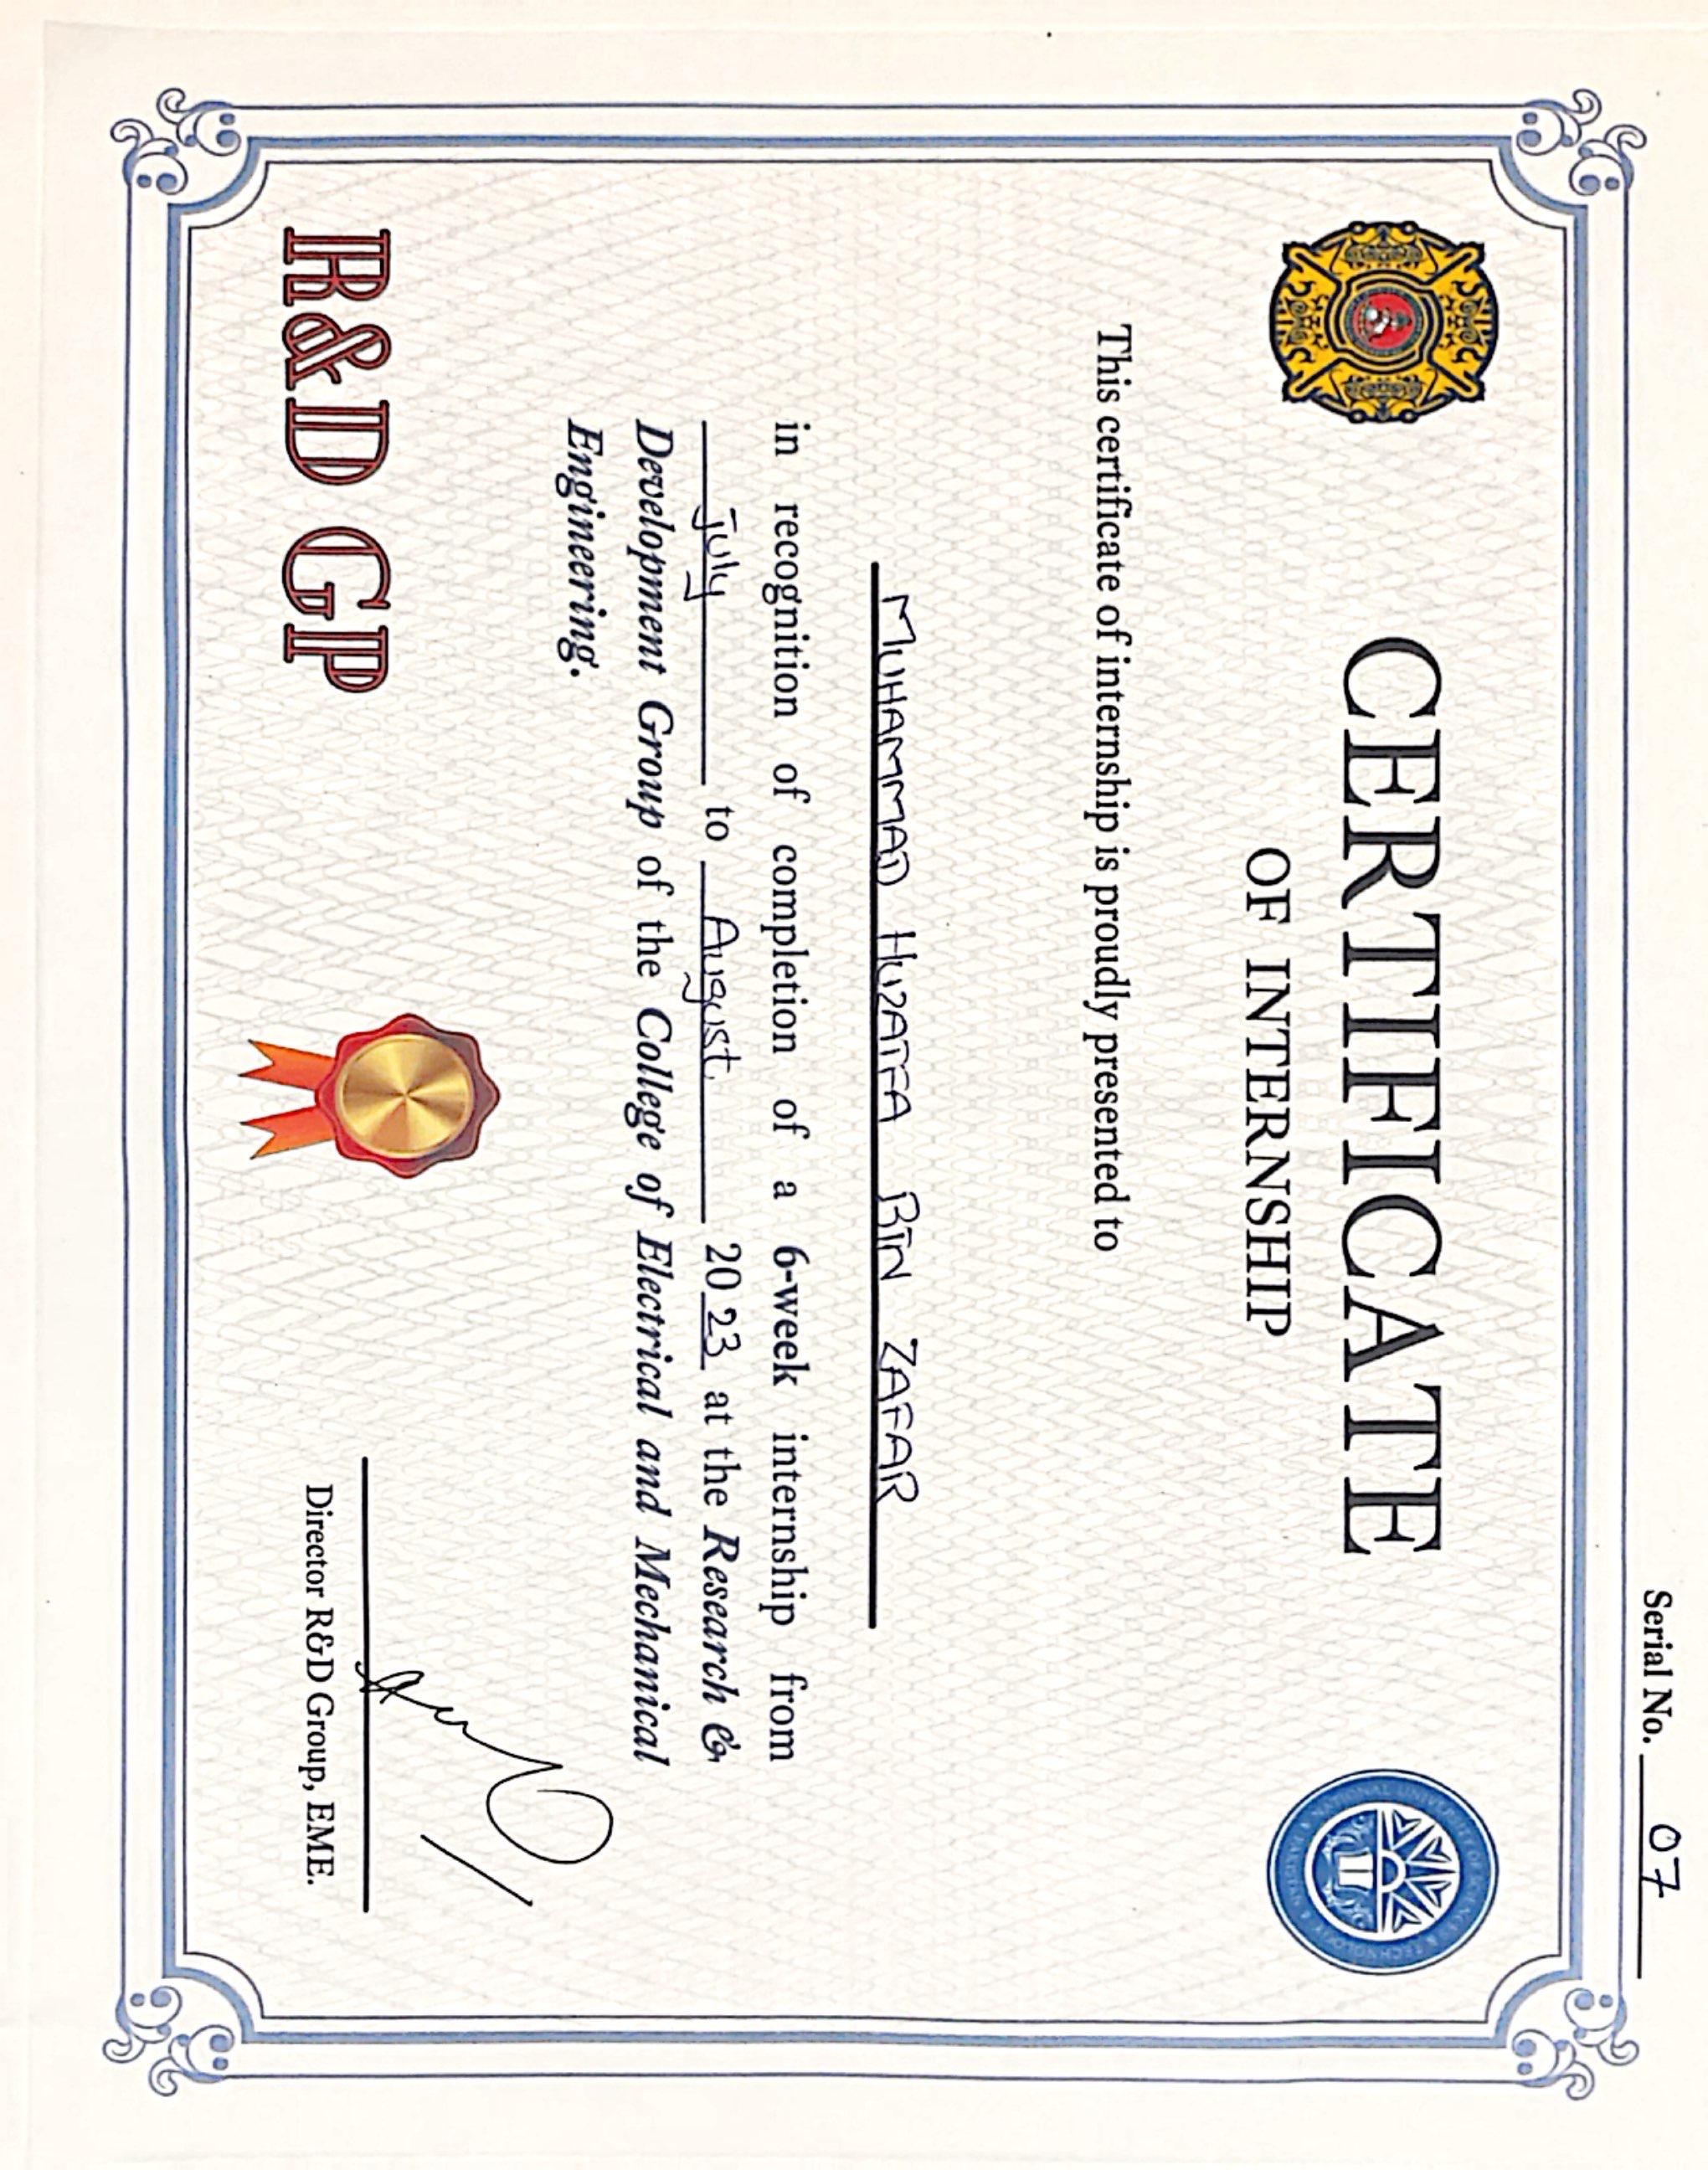 Serial No. 07
CERTIFICATE
OF INTERNSHIP
This certificate of internship is proudly presented to
MUHAMMAD HUZAIFA BIN ZAFAR
in recognition of completion of a 6-week internship from
July to August 2023 at the Research &
Development Group of the College of Electrical and Mechanical
Engineering.
R&D GP
Director R&D Group, EME.